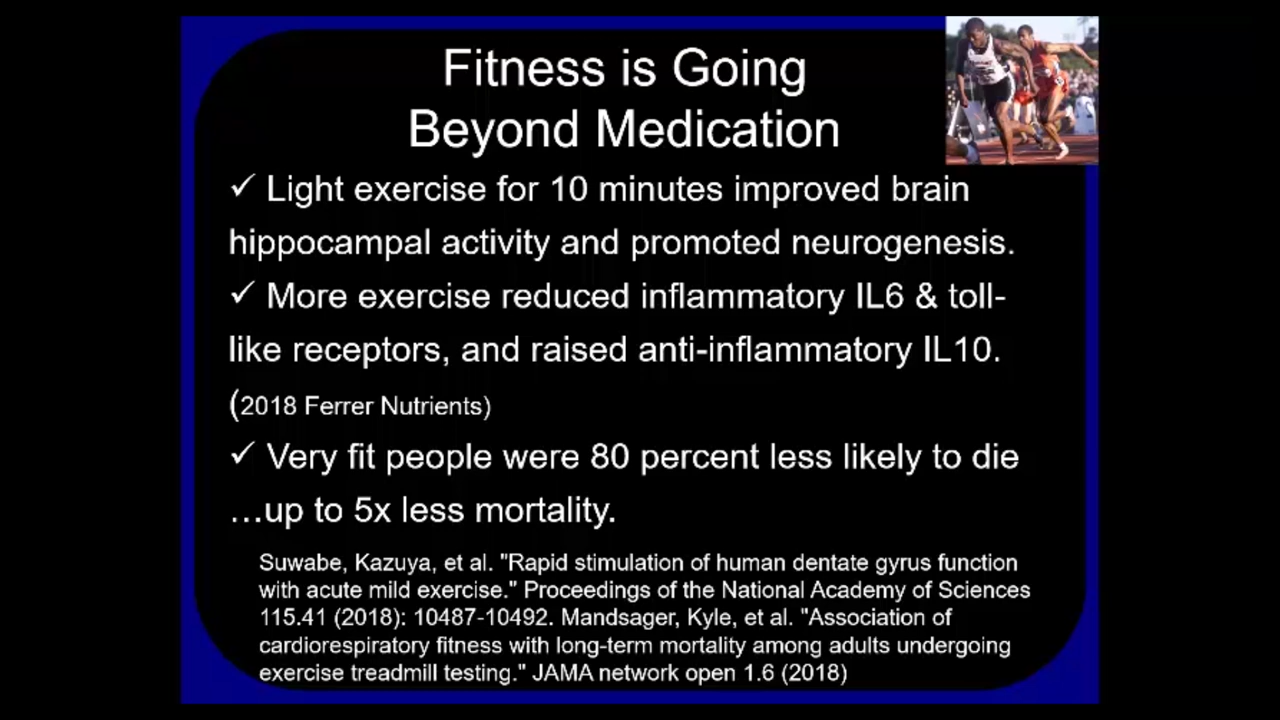 Fitness is Going
Beyond Medication
✓ Light exercise for 10 minutes improved brain
hippocampal activity and promoted neurogenesis.
✓ More exercise reduced inflammatory IL6 & toll-
like receptors, and raised anti-inflammatory IL10.
(2018 Ferrer Nutrients)
✓ Very fit people were 80 percent less likely to die
…up to 5x less mortality.
Suwabe, Kazuya, et al. "Rapid stimulation of human dentate gyrus function
with acute mild exercise." Proceedings of the National Academy of Sciences
115.41 (2018): 10487-10492. Mandsager, Kyle, et al. "Association of
cardiorespiratory fitness with long-term mortality among adults undergoing
exercise treadmill testing." JAMA network open 1.6 (2018)